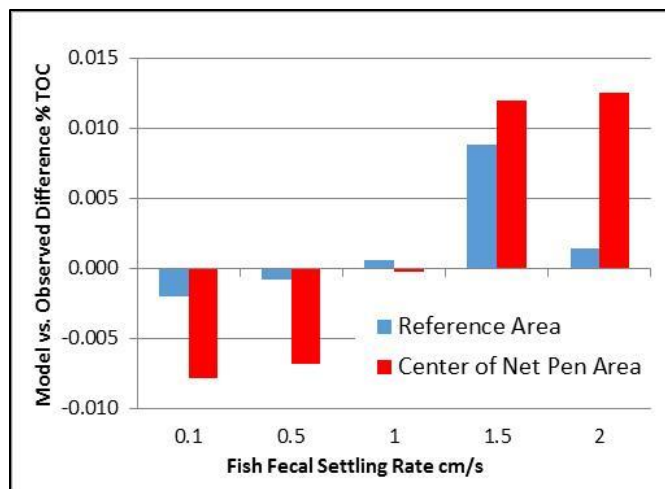 Model vs. Observed Difference % TOC
0.015
0.010
0.005
0.000
-0.005
-0.010
Reference Area
Center of Net Pen Area
0.1 0.5 1 1.5 2
Fish Fecal Settling Rate cm/s